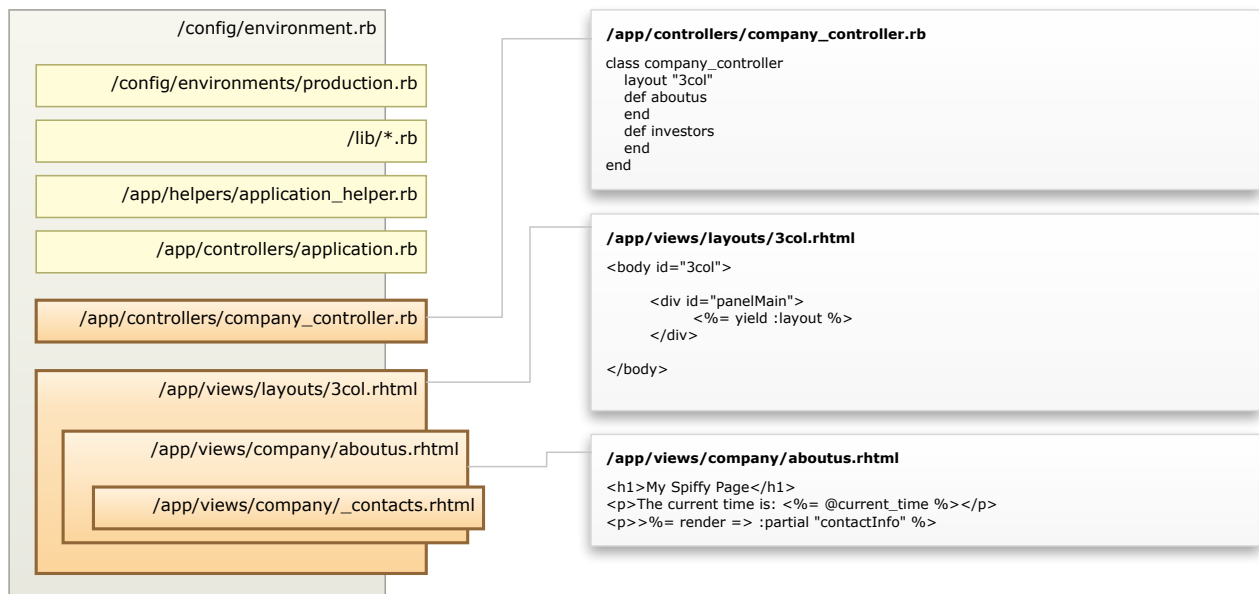 /config/environment.rb
/config/environments/production.rb
/lib/*.rb
/app/helpers/application_helper.rb
/app/controllers/application.rb
/app/controllers/company_controller.rb
/app/views/layouts/3col.rhtml
/app/views/company/aboutus.rhtml
/app/views/company/_contacts.rhtml
/app/controllers/company_controller.rb
class company_controller
layout "3col"
def aboutus
end
def investors
end
end
/app/views/layouts/3col.rhtml
<body id="3col">
<div id="panelMain">
<%= yield :layout %>
</div>
</body>
/app/views/company/aboutus.rhtml
<h1>My Spiffy Page</h1>
<p>The current time is: <%= @current_time %></p>
<p>>%= render => :partial "contactInfo" %>